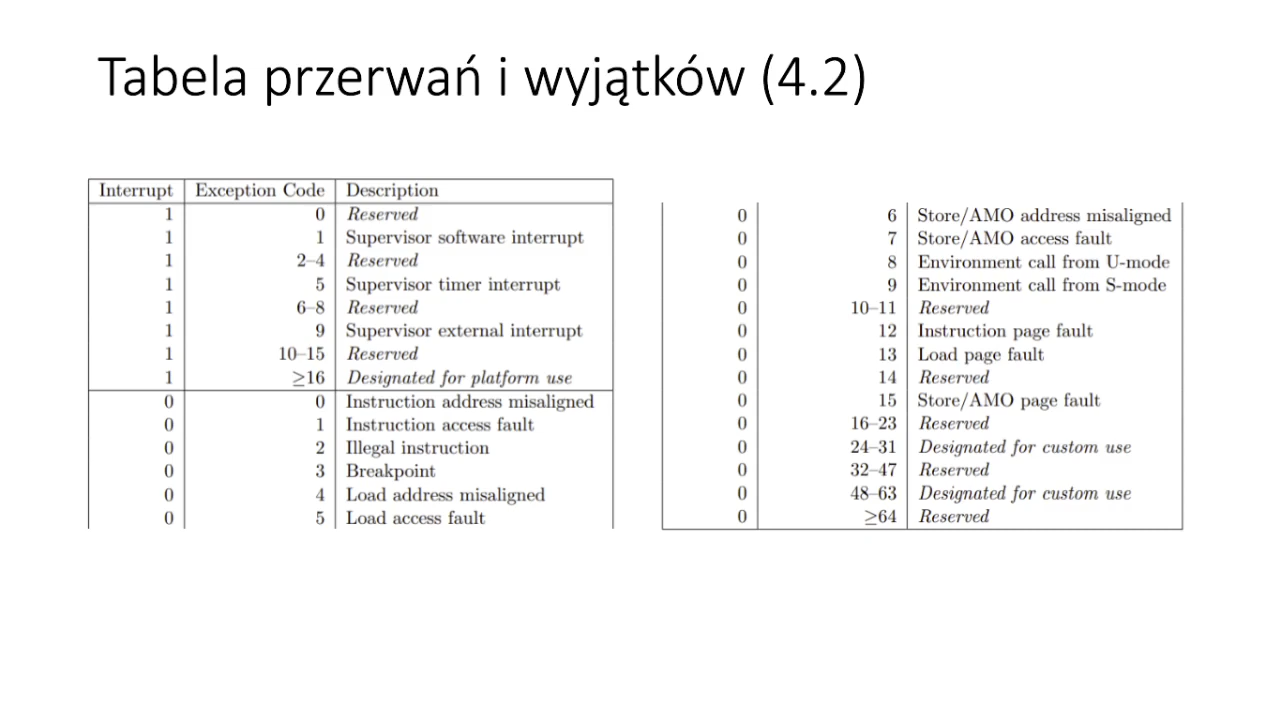 Tabela przerwań i wyjątków (4.2)
Interrupt Exception Code Description
1 0 Reserved
1 1 Supervisor software interrupt
1 2–4 Reserved
1 5 Supervisor timer interrupt
1 6–8 Reserved
1 9 Supervisor external interrupt
1 10–15 Reserved
1 ≥16 Designated for platform use
0 0 Instruction address misaligned
0 1 Instruction access fault
0 2 Illegal instruction
0 3 Breakpoint
0 4 Load address misaligned
0 5 Load access fault
0 6 Store/AMO address misaligned
0 7 Store/AMO access fault
0 8 Environment call from U-mode
0 9 Environment call from S-mode
0 10–11 Reserved
0 12 Instruction page fault
0 13 Load page fault
0 14 Reserved
0 15 Store/AMO page fault
0 16–23 Reserved
0 24–31 Designated for custom use
0 32–47 Reserved
0 48–63 Designated for custom use
0 ≥64 Reserved